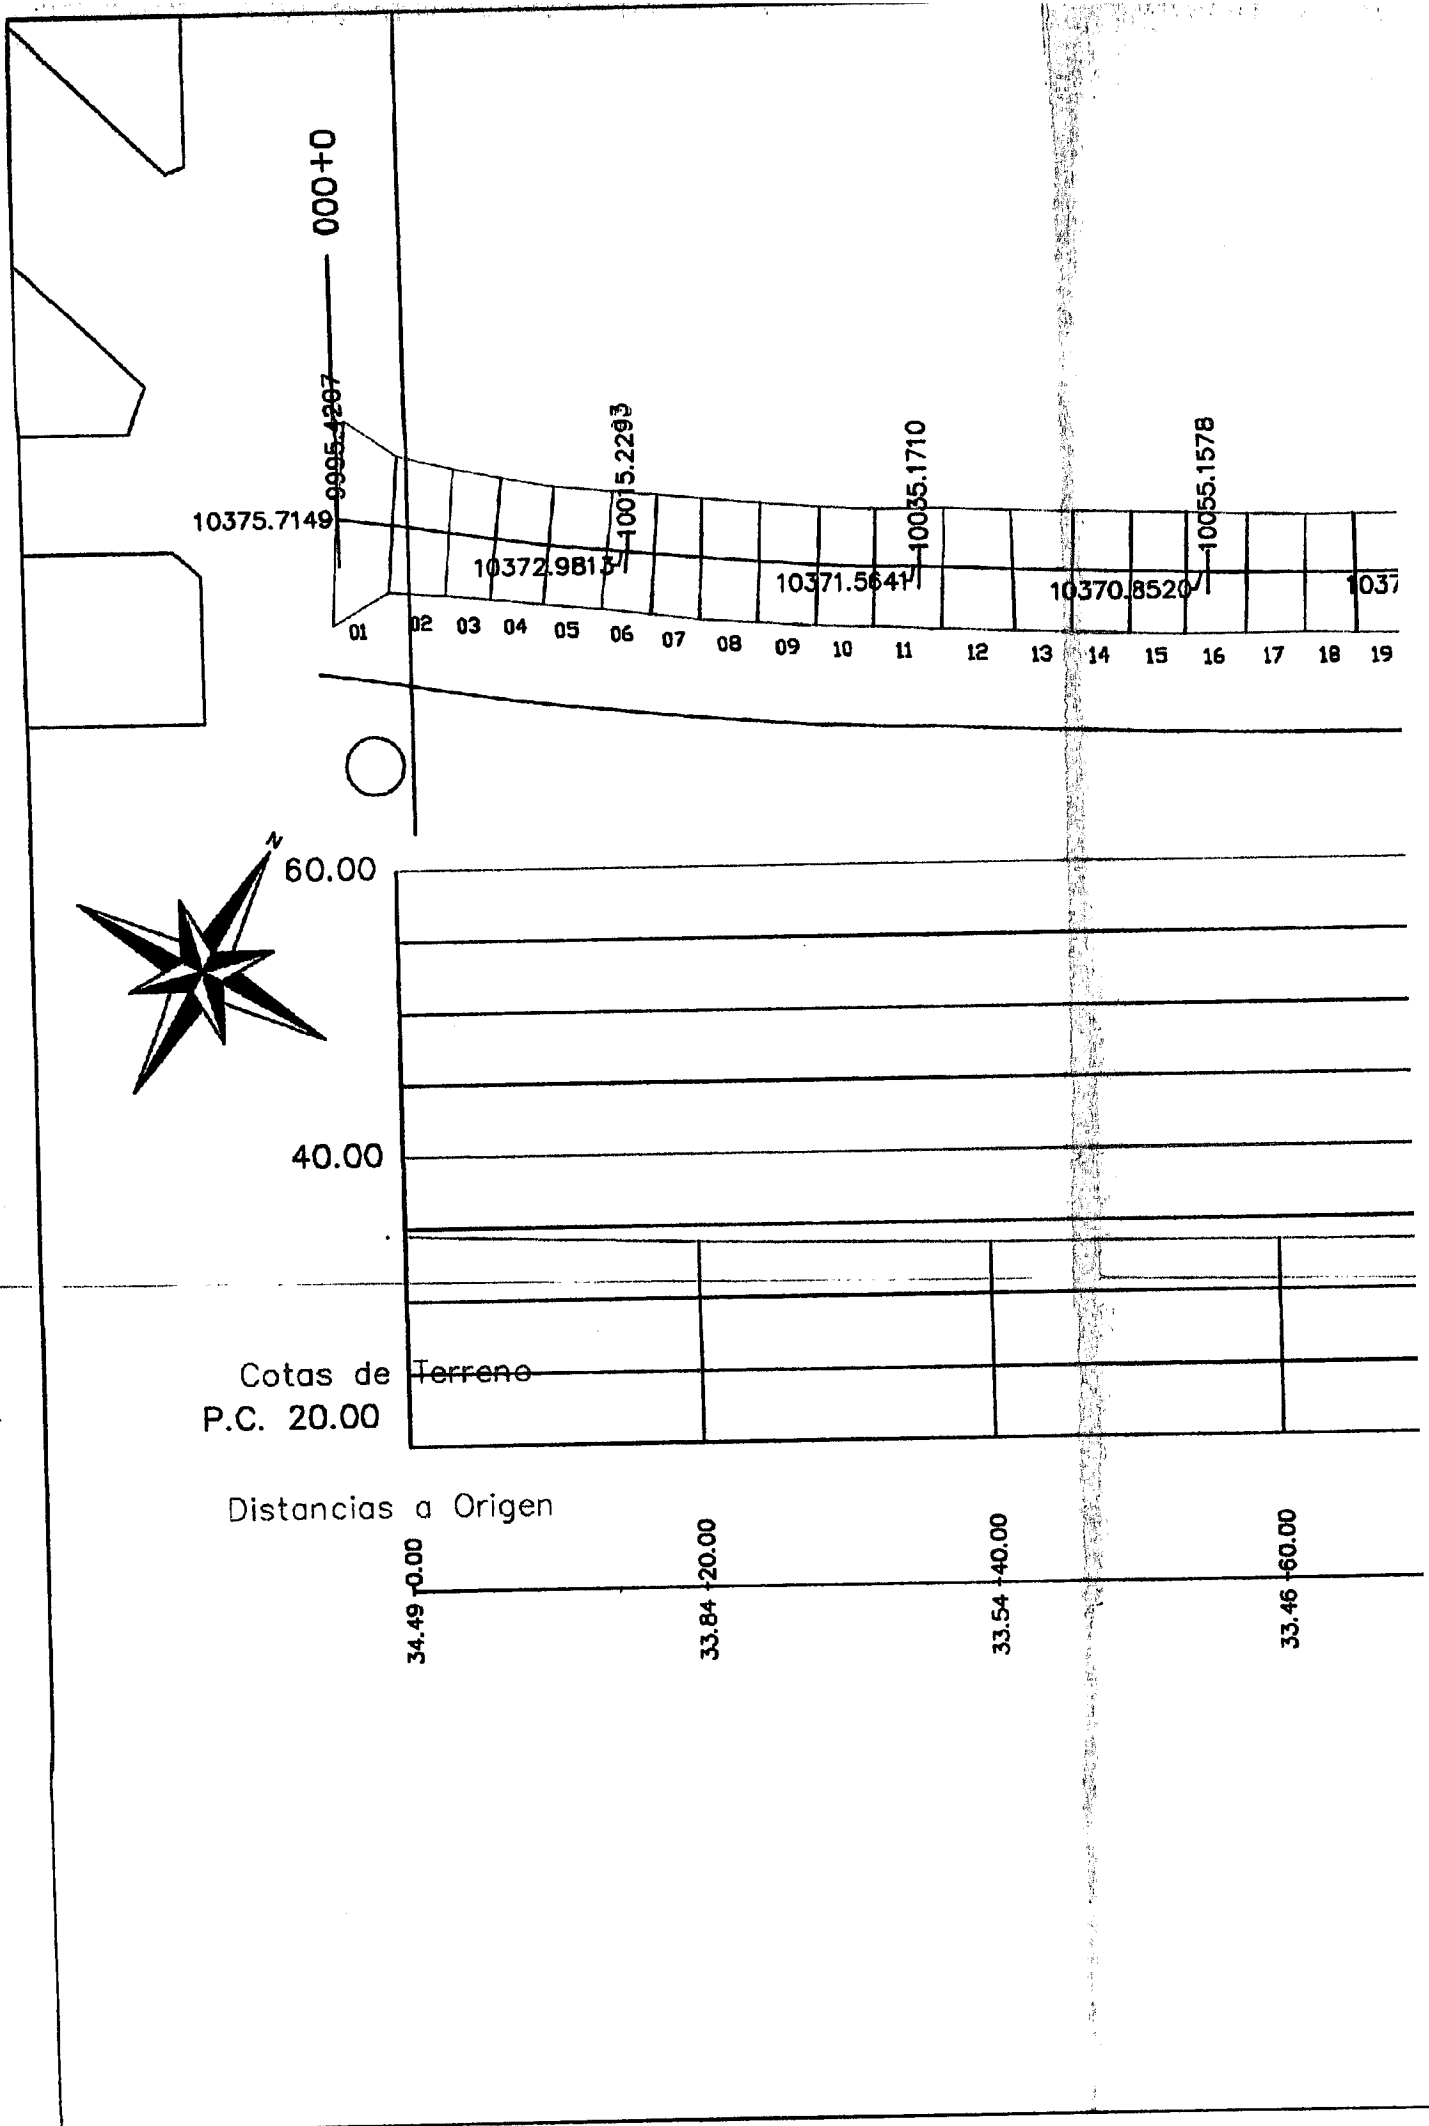 0+000
9995.4207
10015.2293
10035.1710
10055.1578
10375.7149
10372.9813
10371.5641
10370.8520
1037
01 02 03 04 05 06 07 08 09 10 11 12 13 14 15 16 17 18 19
N
60.00
40.00
Cotas de Terreno
P.C. 20.00
Distancias a Origen
0.00 20.00 40.00 60.00
34.49 33.84 33.54 33.46